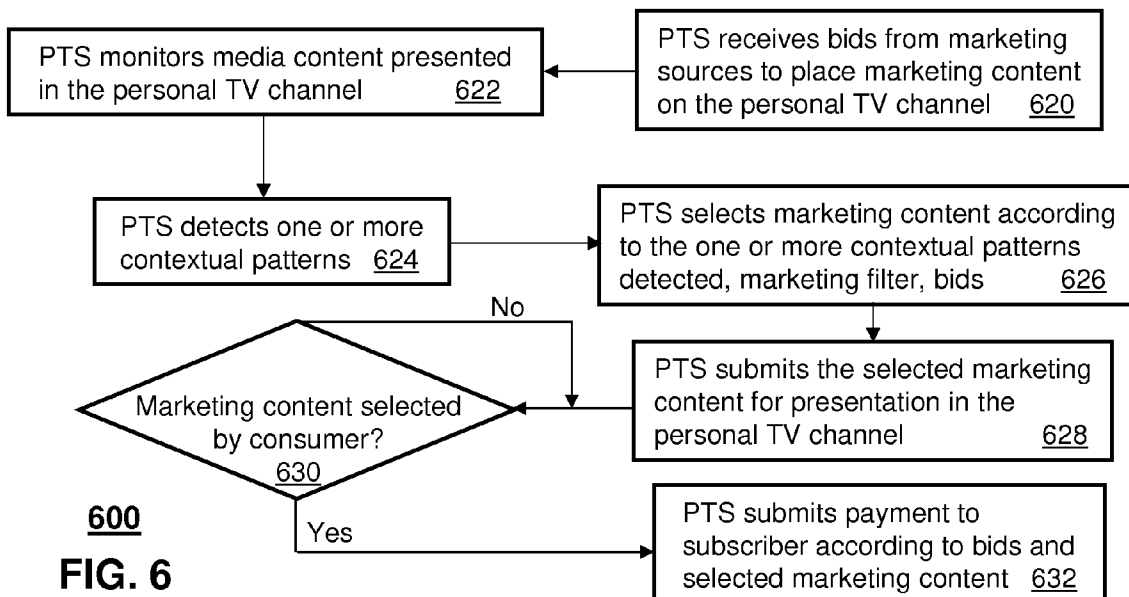 PTS receives bids from marketing
sources to place marketing content
on the personal TV channel 620
PTS monitors media content presented
in the personal TV channel 622
PTS detects one or more
contextual patterns 624
PTS selects marketing content according
to the one or more contextual patterns
detected, marketing filter, bids 626
PTS submits the selected marketing
content for presentation in the
personal TV channel 628
No
Marketing content selected
by consumer?
630
Yes
PTS submits payment to
subscriber according to bids and
selected marketing content 632
600
FIG. 6